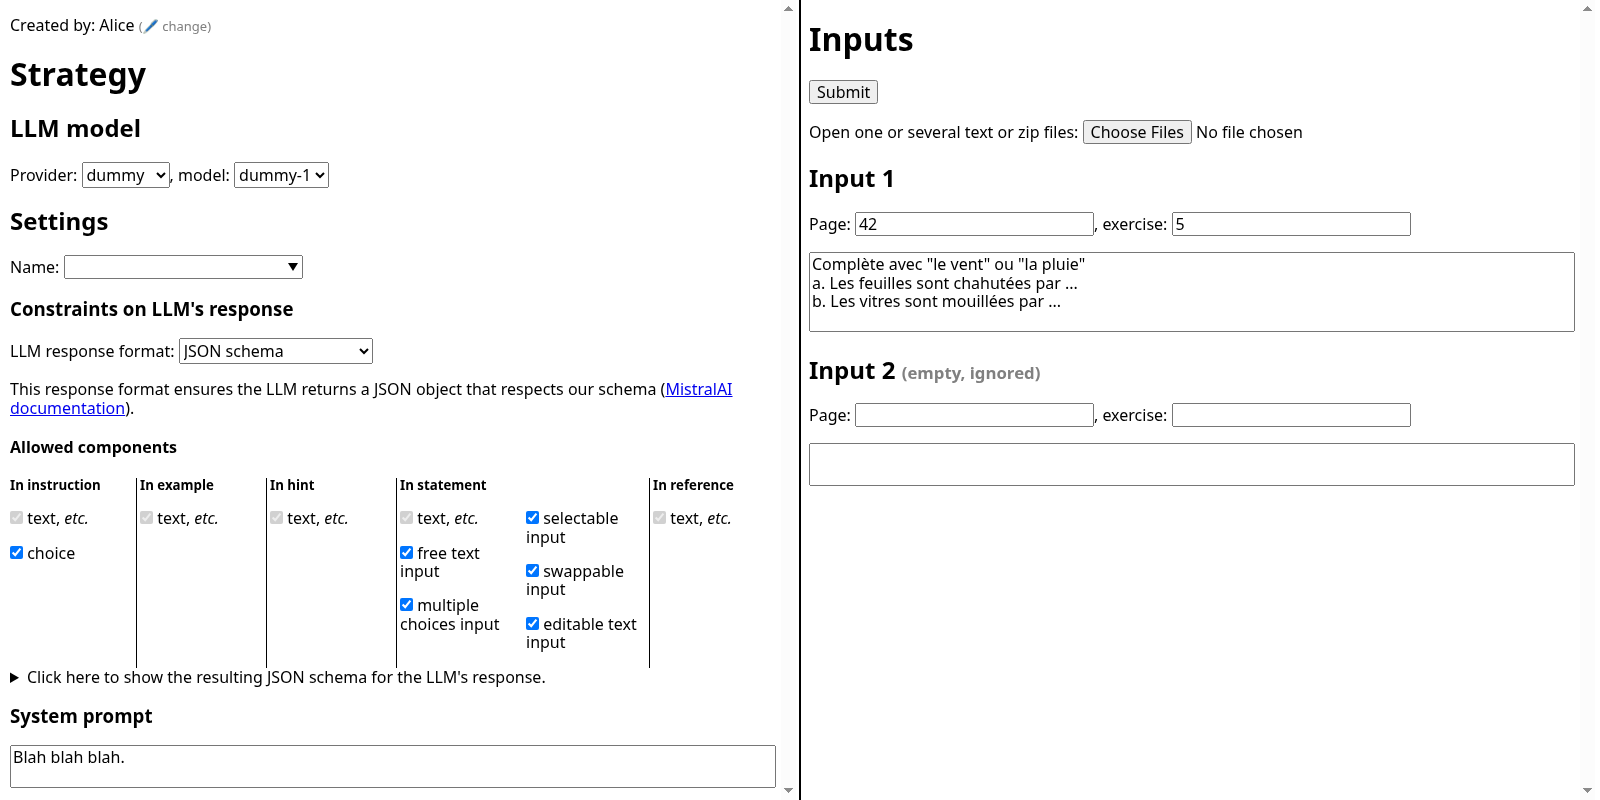 Created by: Alice (🖊️ change)
Strategy
LLM model
Provider: dummy, model: dummy-1
Settings
Name:
Constraints on LLM's response
LLM response format: JSON schema
This response format ensures the LLM returns a JSON object that respects our schema (MistralAI
documentation).
Allowed components
In instruction
text, etc.
choice
In example
text, etc.
In hint
text, etc.
In statement
text, etc.
free text
input
multiple
choices input
selectable
input
swappable
input
editable text
input
In reference
text, etc.
Click here to show the resulting JSON schema for the LLM's response.
System prompt
Blah blah blah.
Inputs
Submit
Open one or several text or zip files: Choose Files No file chosen
Input 1
Page: 42, exercise: 5
Complète avec "le vent" ou "la pluie"
a. Les feuilles sont chahutées par ...
b. Les vitres sont mouillées par ...
Input 2 (empty, ignored)
Page: , exercise: